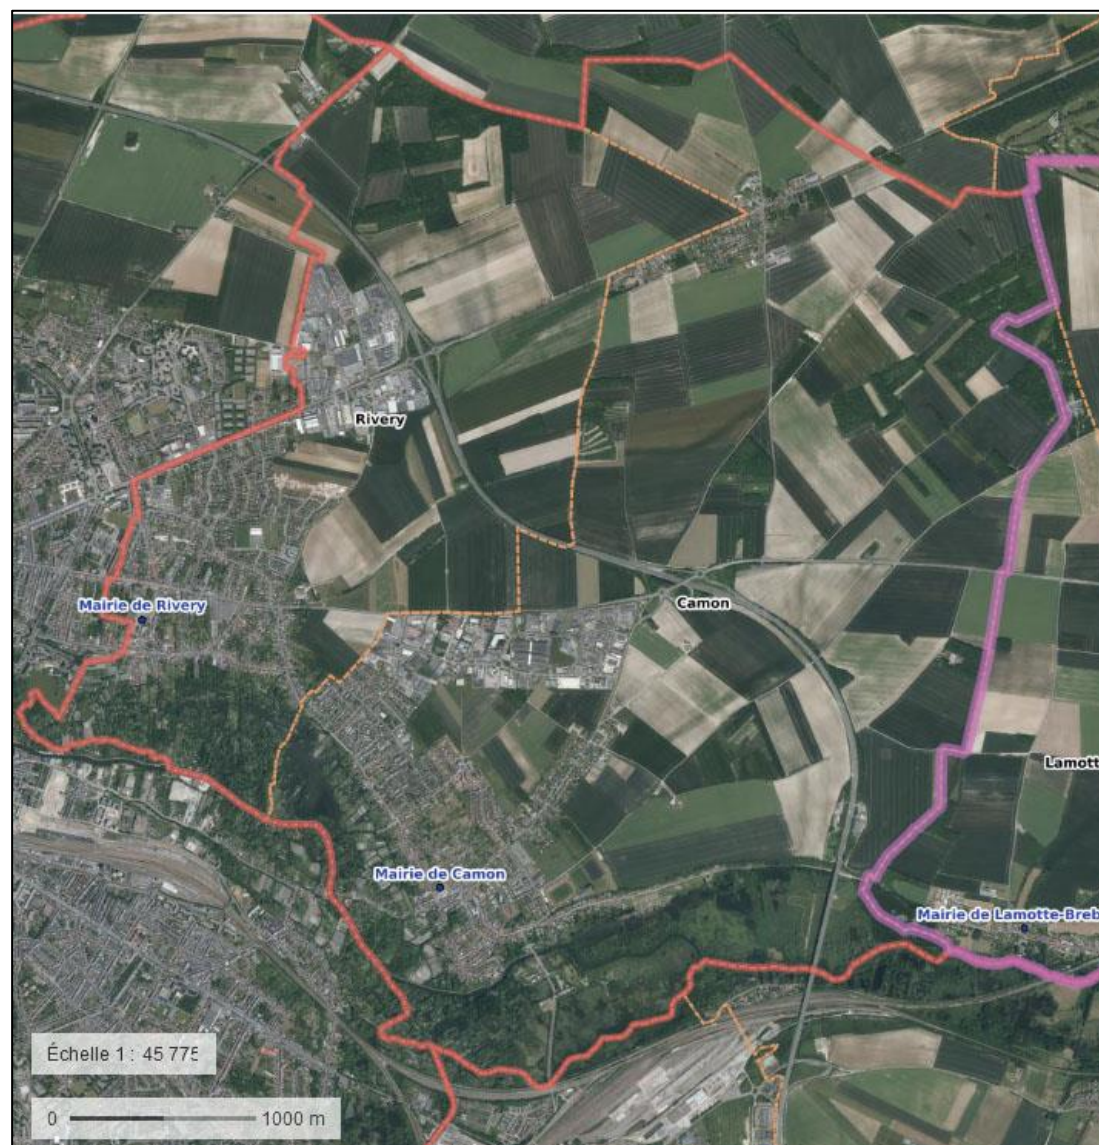 Rivery
Mairie de Rivery
Camon
Lamott
Mairie de Camon
Mairie de Lamotte-Breb
Échelle 1 : 45 775
0 1000 m